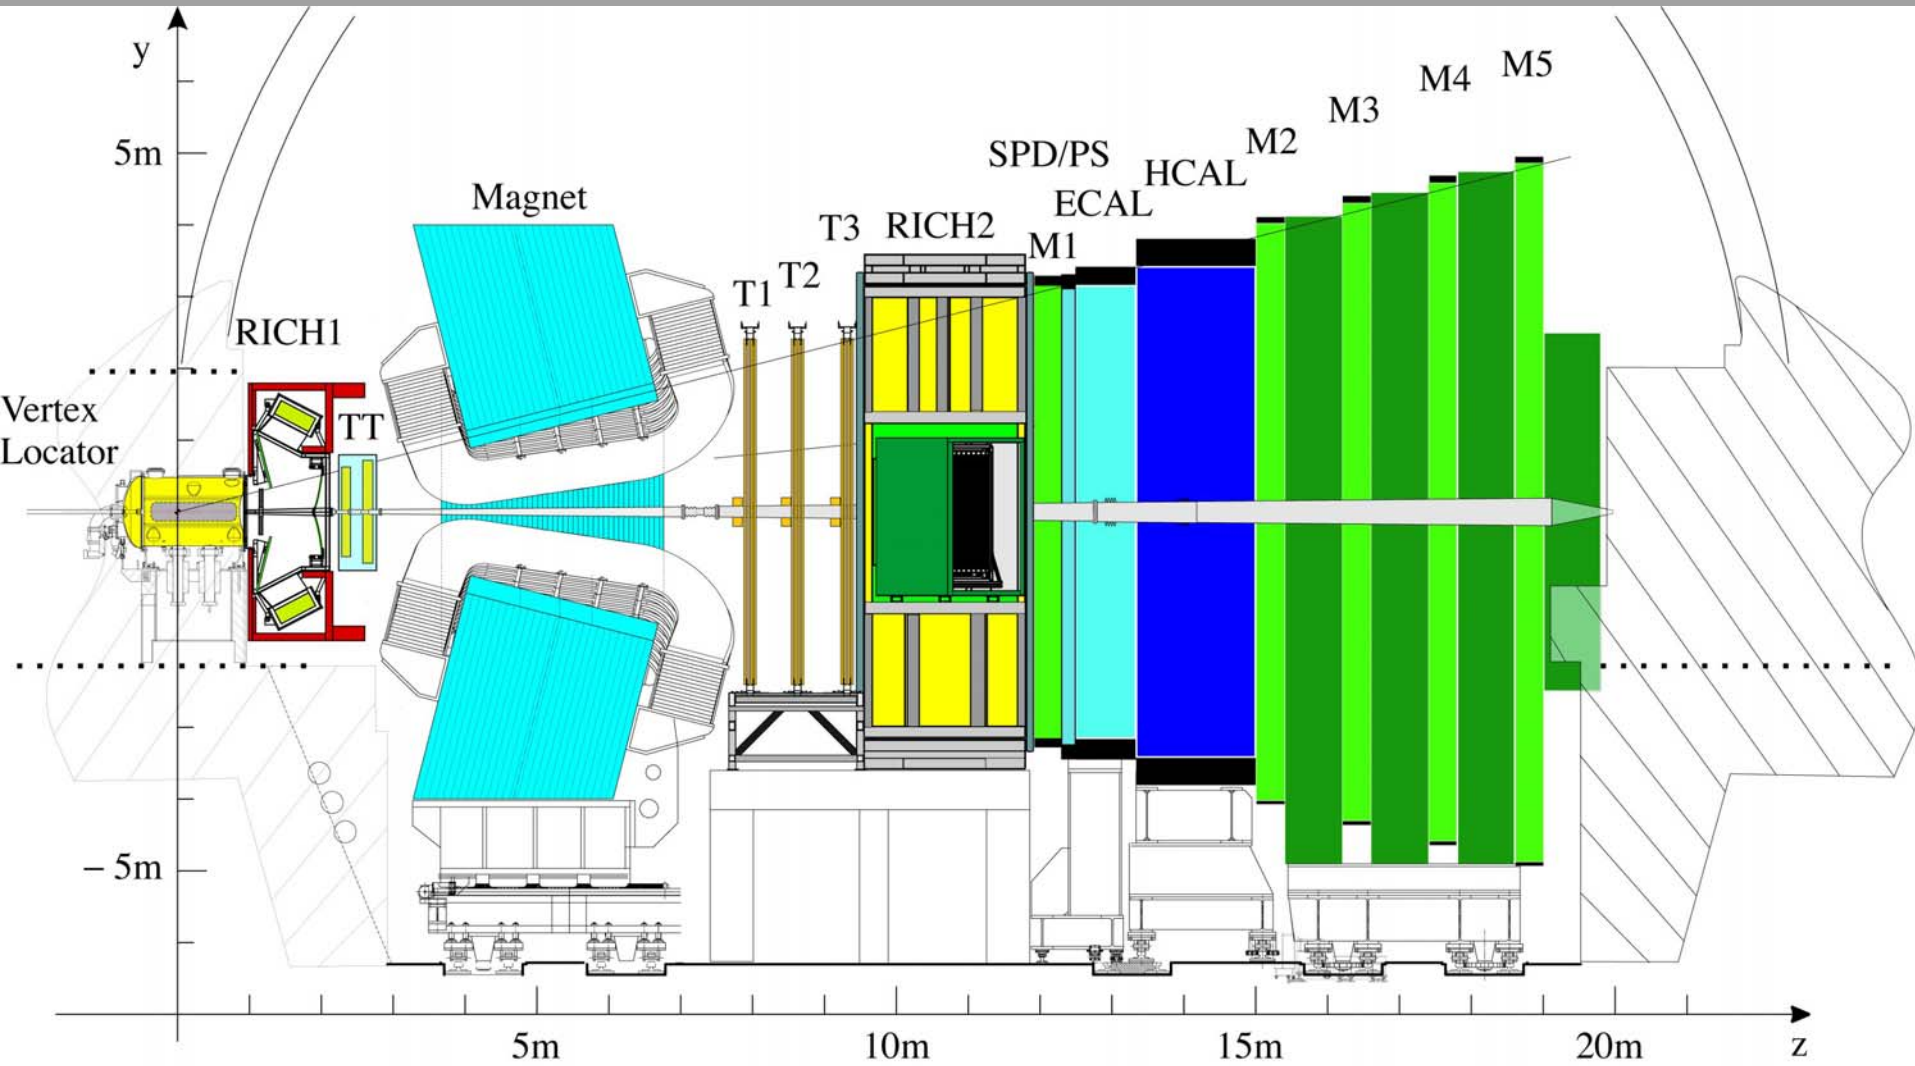 y
5m
Magnet
RICH1
Vertex
Locator
TT
T1
T2
T3
RICH2
M1
SPD/PS
ECAL
HCAL
M2
M3
M4
M5
− 5m
5m
10m
15m
20m
z